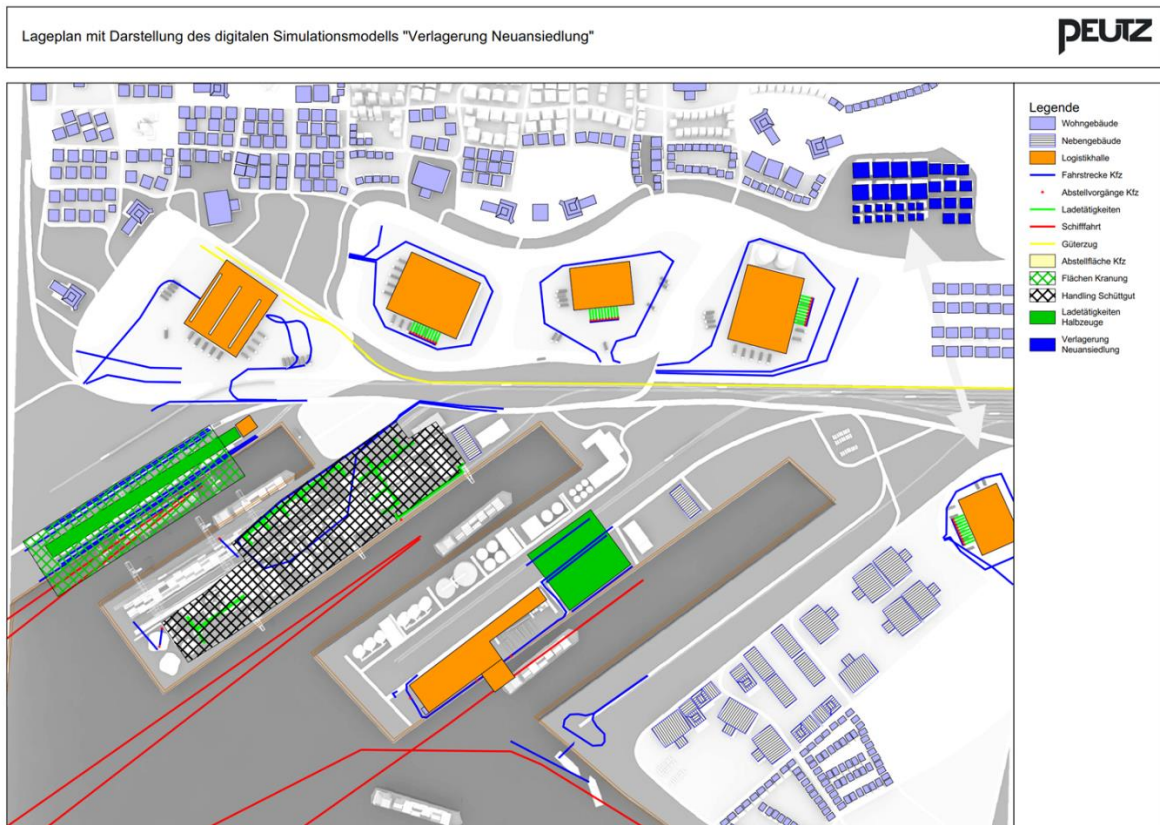 Lageplan mit Darstellung des digitalen Simulationsmodells "Verlagerung Neuansiedlung"
PEUTZ
Legende
Wohngebäude
Nebengebäude
Logistikhalle
Fahrstrecke Kfz
Abstellvorgänge Kfz
Ladetätigkeiten
Schifffahrt
Güterzug
Abstellfläche Kfz
Flächen Kranung
Handling Schüttgut
Ladetätigkeiten
Halbzeuge
Verlagerung
Neuansiedlung